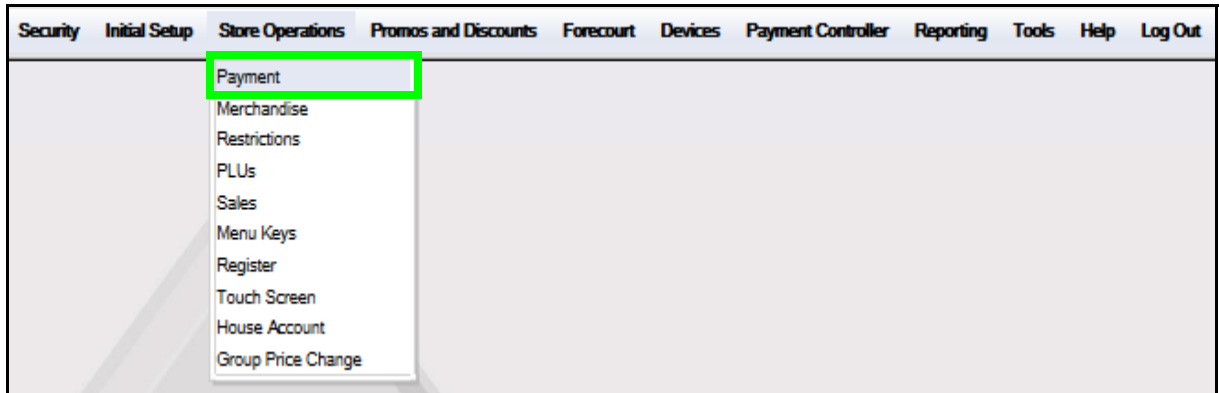 Security Initial Setup Store Operations Promos and Discounts Forecourt Devices Payment Controller Reporting Tools Help Log Out
Payment
Merchandise
Restrictions
PLUs
Sales
Menu Keys
Register
Touch Screen
House Account
Group Price Change